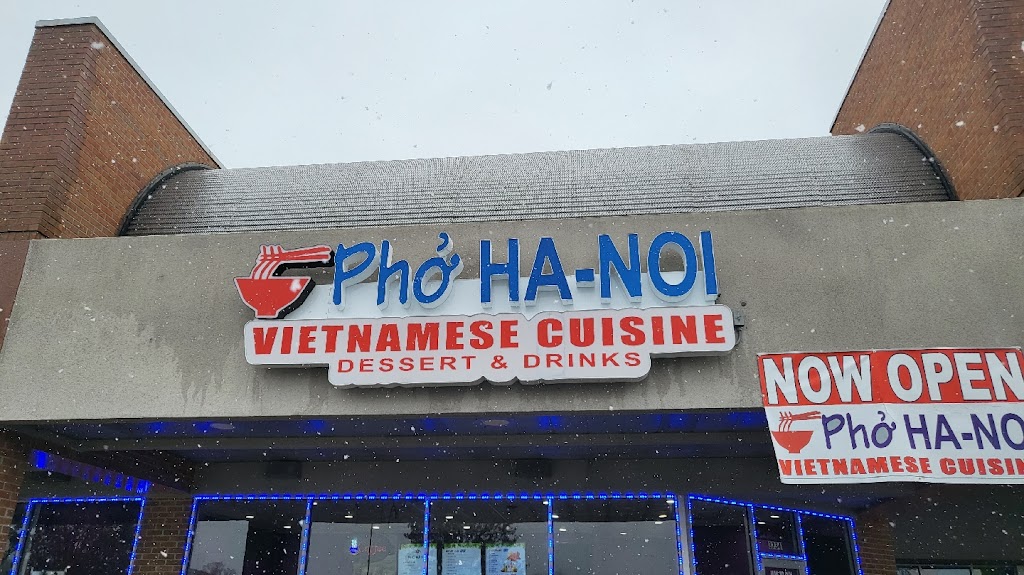 Phở HA-NOI
VIETNAMESE CUISINE
DESSERT & DRINKS
NOW OPEN
Phở HA-NO
VIETNAMESE CUISIN